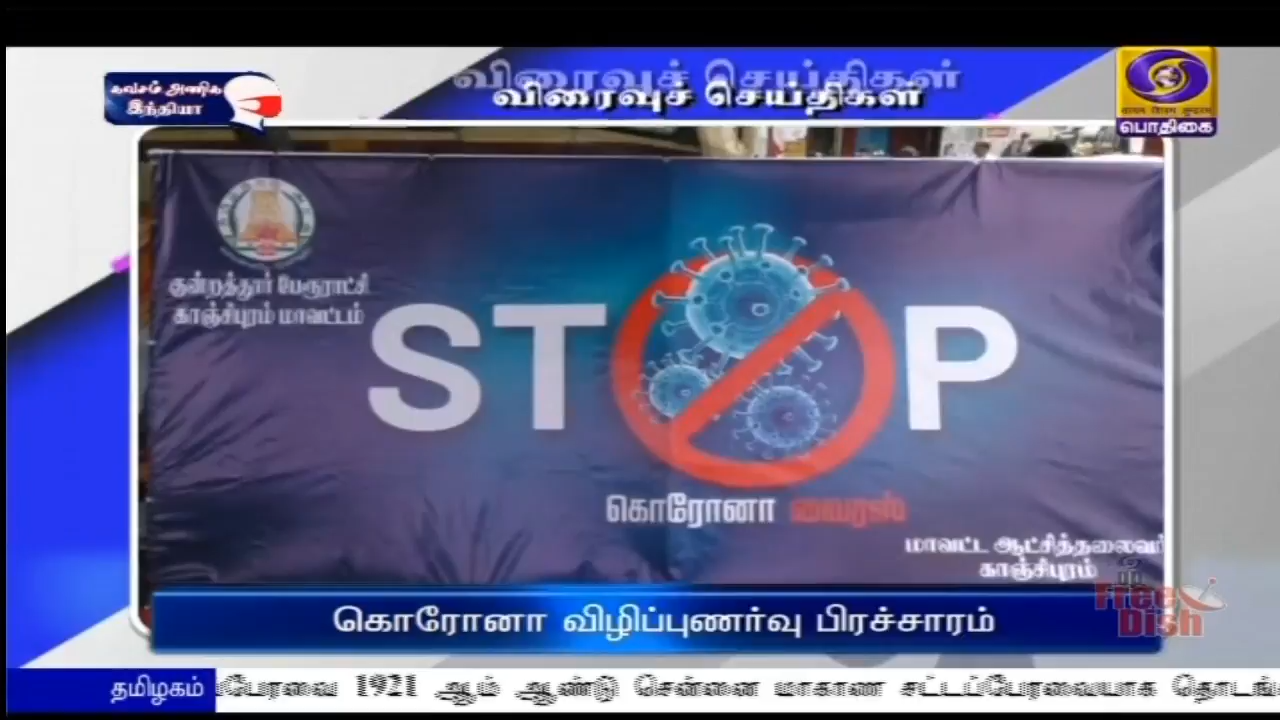 கவசம் அணிக
இந்தியா
விரைவுச் செய்திகள்
பொதிகை
குன்றத்தூர் பேரூராட்சி
காஞ்சிபுரம் மாவட்டம்
STOP
கொரோனா வைரஸ்
மாவட்ட ஆட்சித்தலைவர்
காஞ்சிபுரம்
Free
Dish
கொரோனா விழிப்புணர்வு பிரச்சாரம்
தமிழகம் பேரவை 1921 ஆம் ஆண்டு சென்னை மாகாண சட்டப்பேரவையாக